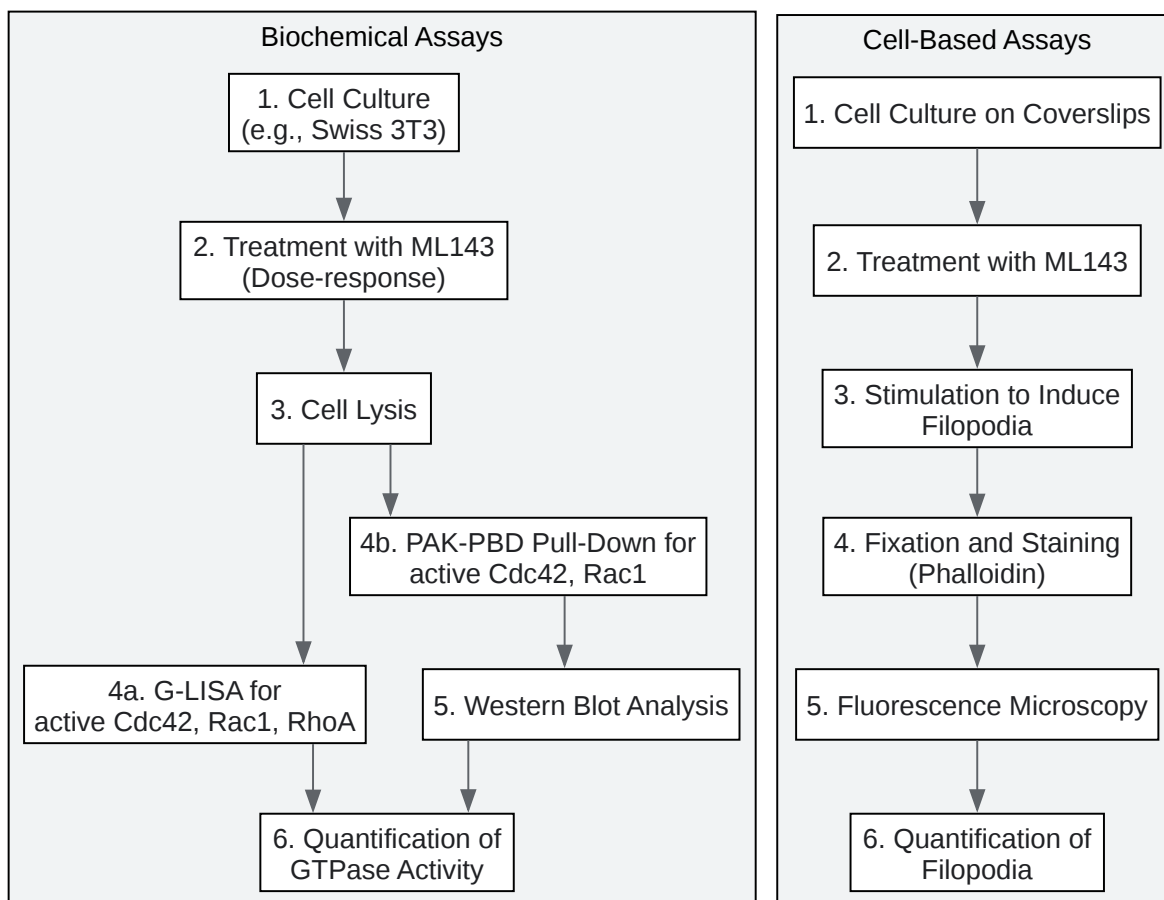 Biochemical Assays
1. Cell Culture
(e.g., Swiss 3T3)
2. Treatment with ML143
(Dose-response)
3. Cell Lysis
4b. PAK-PBD Pull-Down for
active Cdc42, Rac1
4a. G-LISA for
active Cdc42, Rac1, RhoA
5. Western Blot Analysis
6. Quantification of
GTPase Activity
Cell-Based Assays
1. Cell Culture on Coverslips
2. Treatment with ML143
3. Stimulation to Induce
Filopodia
4. Fixation and Staining
(Phalloidin)
5. Fluorescence Microscopy
6. Quantification of
Filopodia